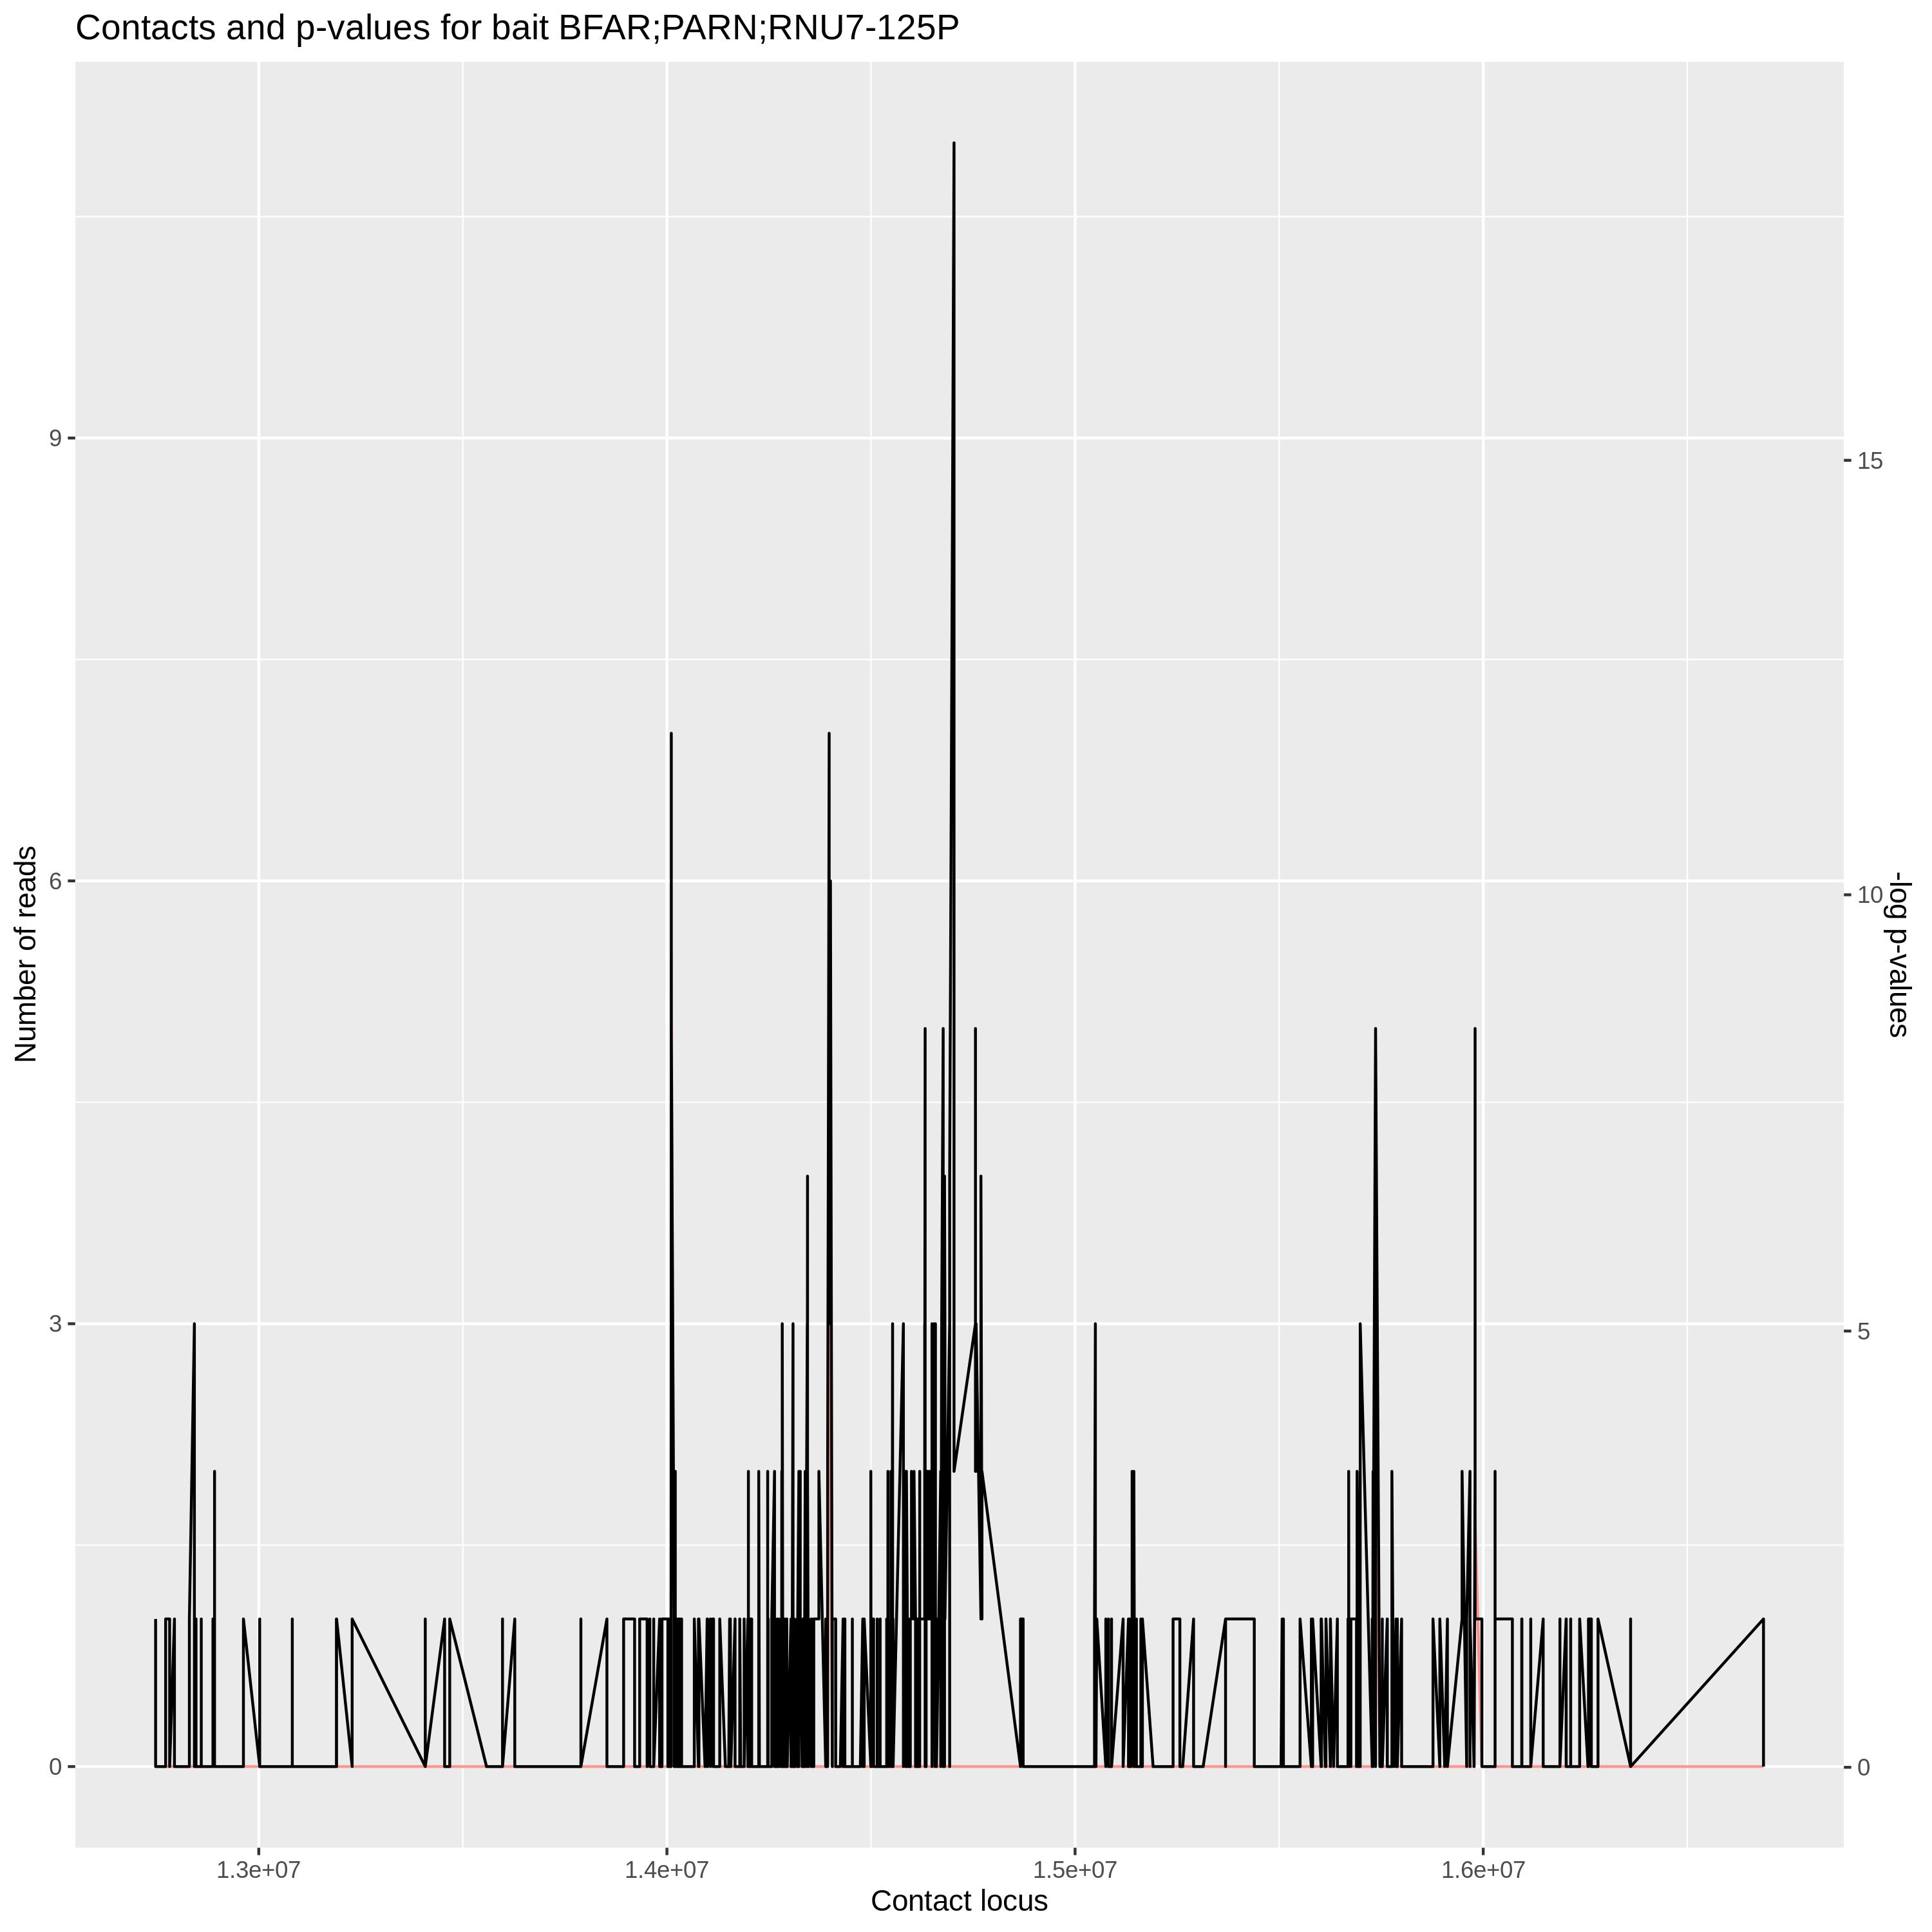 Contacts and p-values for bait BFAR;PARN;RNU7-125P
9
6
3
0
Number of reads
15
10
5
0
-log p-values
1.3e+07
1.4e+07
1.5e+07
1.6e+07
Contact locus